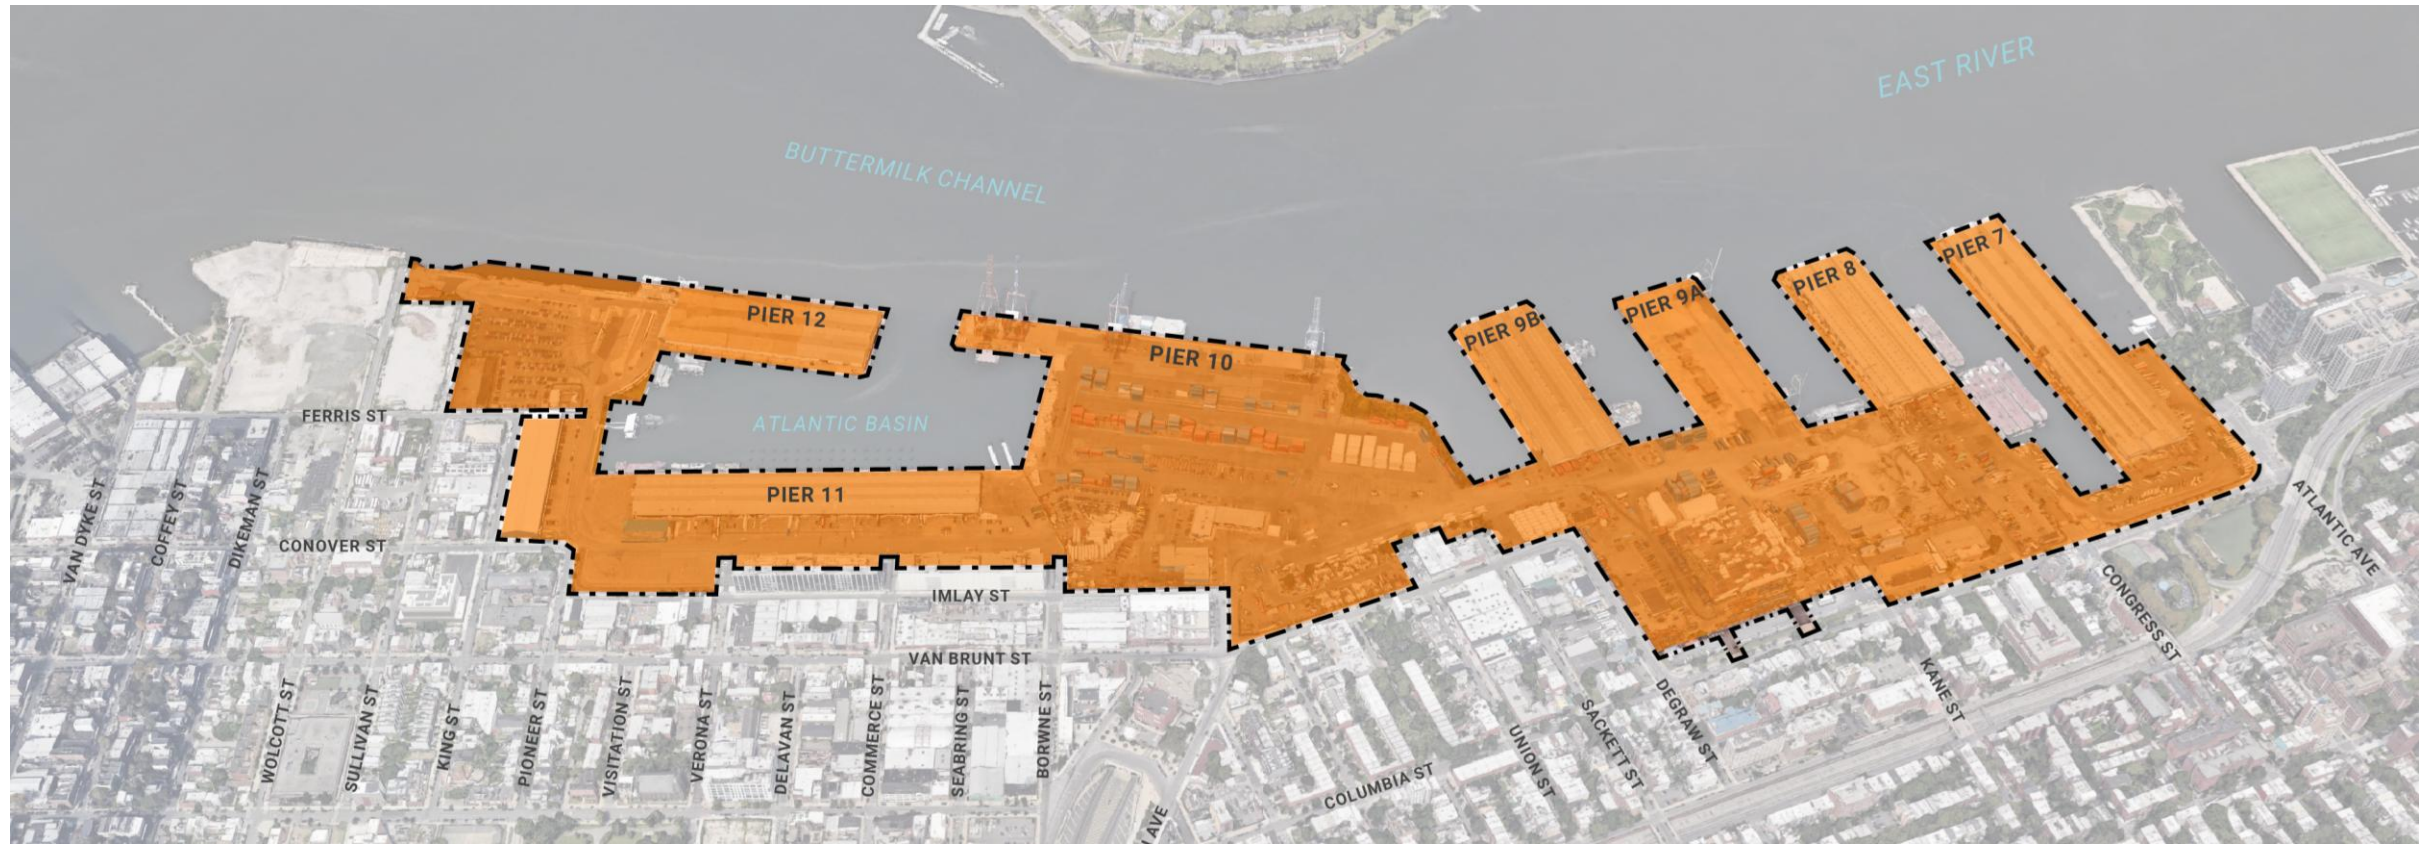 EAST RIVER
BUTTERMILK CHANNEL
PIER 7
PIER 8
PIER 9A
PIER 9B
PIER 12
PIER 10
ATLANTIC BASIN
PIER 11
FERRIS ST
CONOVER ST
VAN DYKE ST
COFFEY ST
DIKEMAN ST
IMLAY ST
VAN BRUNT ST
WOLCOTT ST
SULLIVAN ST
KING ST
PIONEER ST
VISITATION ST
VERONA ST
DELAVAN ST
COMMERCE ST
SEABRING ST
BORWNE ST
AVE
COLUMBIA ST
UNION ST
SACKETT ST
DEGRAW ST
KANE ST
CONGRESS ST
ATLANTIC AVE